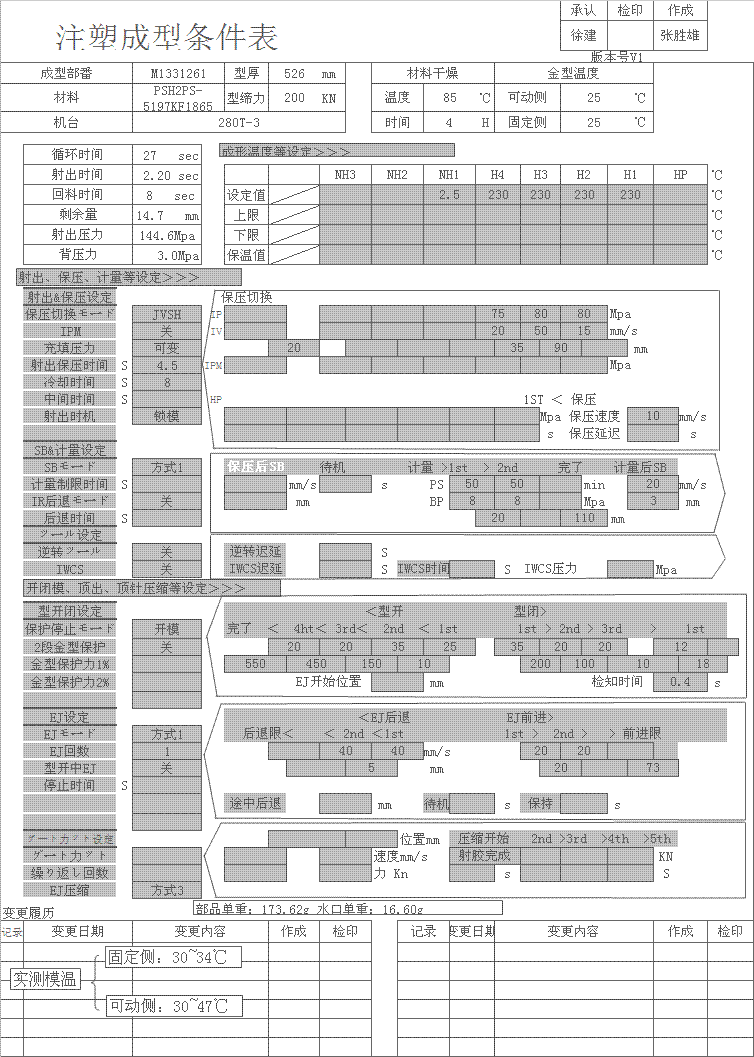 承认 检印 作成
注塑成型条件表
徐建 张胜雄
版本号V1
成型部番 M1331261 型厚 526 mm 材料干燥 金型温度
材料 PSH2PS-5197KF1865 型缔力 200 KN 温度 85 ℃ 可动侧 25 ℃
机台 280T-3 时间 4 H 固定侧 25 ℃
循环时间 27 sec 成形温度等设定>>>
射出时间 2.20 sec NH3 NH2 NH1 H4 H3 H2 H1 HP ℃
回料时间 8 sec 设定值 2.5 230 230 230 230 ℃
剩余量 14.7 mm 上限 ℃
射出压力 144.6Mpa 下限 ℃
背压力 3.0Mpa 保温值 ℃
射出、保压、计量等设定>>>
射出&保压设定 保压切换
保压切换モード JVSH IP 75 80 80 Mpa
IPM 关 IV 20 50 15 mm/s
充填压力 可变 20 35 90 mm
射出保压时间 S 4.5 IPM Mpa
冷却时间 S 8
中间时间 S HP 1ST < 保压
射出时机 锁模 Mpa 保压速度 10 mm/s
s 保压延迟 s
SB&计量设定
SBモード 方式1 保压后SB 待机 计量 >1st > 2nd 完了 计量后SB
计量制限时间 S mm/s s PS 50 50 min 20 mm/s
IR后退モード 关 mm BP 8 8 Mpa 3 mm
后退时间 S 20 110 mm
ツール设定
逆转ツール 关 逆转迟延 S
IWCS 关 IWCS迟延 S IWCS时间 S IWCS压力 Mpa
开闭模、顶出、顶针压缩等设定>>>
型开闭设定 <型开 型闭>
保护停止モード 开模 完了 < 4ht< 3rd< 2nd < 1st 1st > 2nd > 3rd > 1st
2段金型保护 关 20 20 35 25 35 20 20 12
金型保护力1% 550 450 150 10 200 100 10 18
金型保护力2% EJ开始位置 mm 检知时间 0.4 s
EJ设定 <EJ后退 EJ前进>
EJモード 方式1 后退限< < 2nd <1st 1st > 2nd > > 前进限
EJ回数 1 40 40 mm/s 20 20
型开中EJ 关 5 mm 20 73
停止时间 S
途中后退 mm 待机 s 保持 s
ゲートカット设定 位置mm 压缩开始 2nd >3rd >4th >5th
ゲートカット 速度mm/s 射胶完成 KN
繰り返し回数 力 Kn s S
EJ压缩 方式3
部品单重：173.62g 水口单重：16.60g
变更履历
记录 变更日期 变更内容 作成 检印 记录 变更日期 变更内容 作成 检印
固定侧：30~34℃
实测模温
可动侧：30~47℃